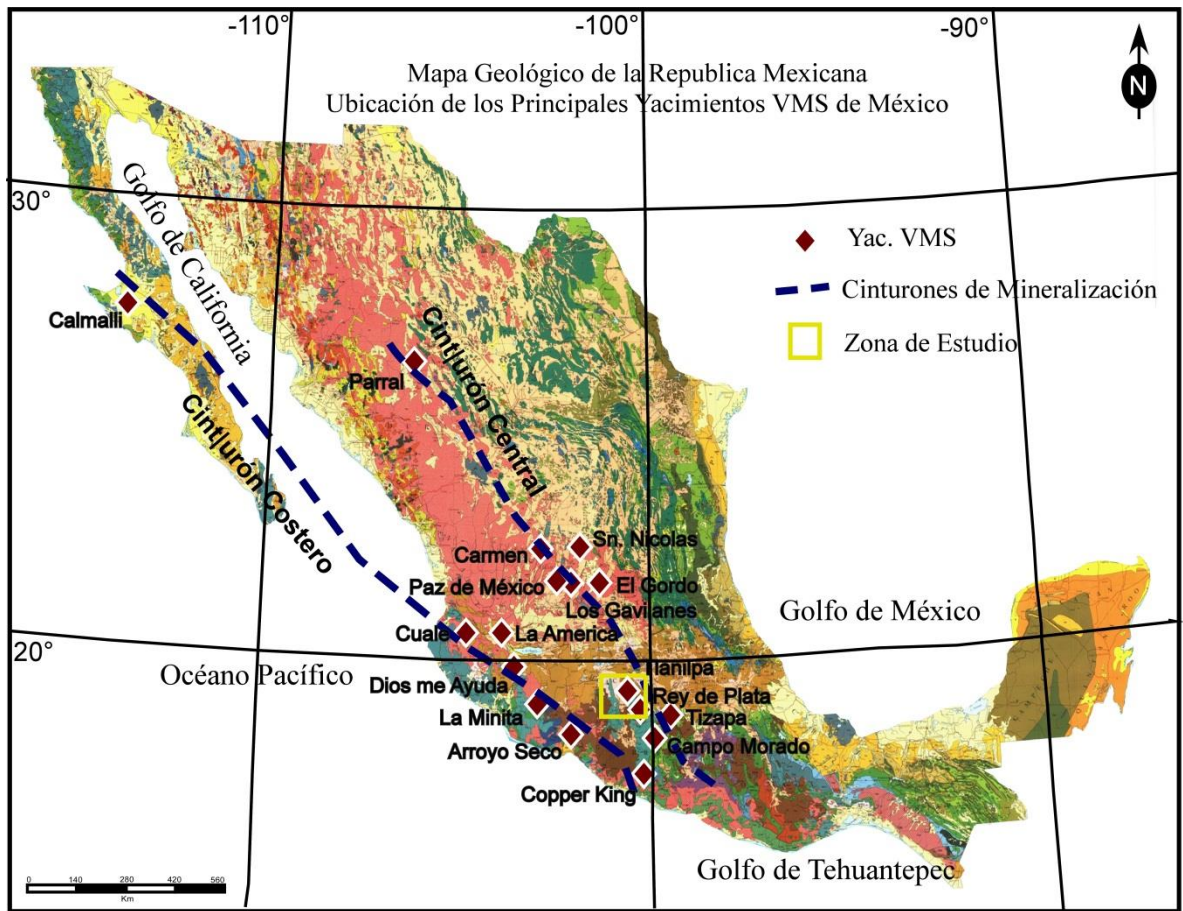 -110°
-100°
-90°
Mapa Geológico de la Republica Mexicana
Ubicación de los Principales Yacimientos VMS de México
N
30°
Golfo de California
Yac. VMS
Cinturones de Mineralización
Zona de Estudio
Calmalli
Parral
Cint|urón Central
Cint|urón Costero
Sn. Nicolas
Carmen
Paz de México
El Gordo
Los Gavilanes
Golfo de México
Cuale
La America
20°
Océano Pacífico
Tlanilpa
Dios me Ayuda
Rey de Plata
La Minita
Tizapa
Arroyo Seco
Campo Morado
Copper King
Golfo de Tehuantepec
0 140 280 420 560
Km